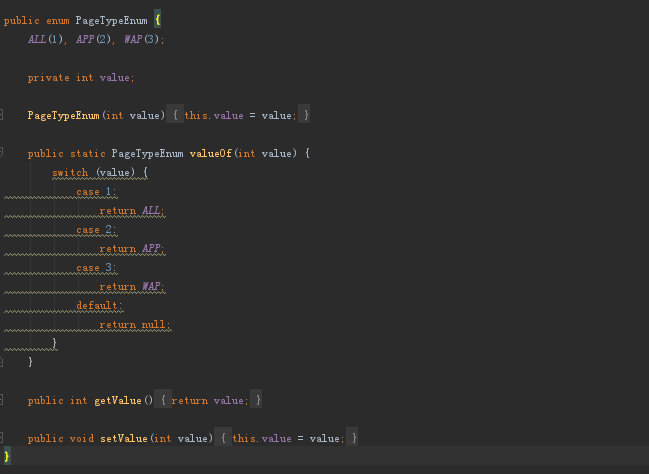 public enum PageTypeEnum {
ALL(1), APP(2), WAP(3);
private int value;
PageTypeEnum(int value) { this.value = value; }
public static PageTypeEnum valueOf(int value) {
switch (value) {
case 1:
return ALL;
case 2:
return APP;
case 3:
return WAP;
default:
return null;
}
}
public int getValue() { return value; }
public void setValue(int value) { this.value = value; }
}